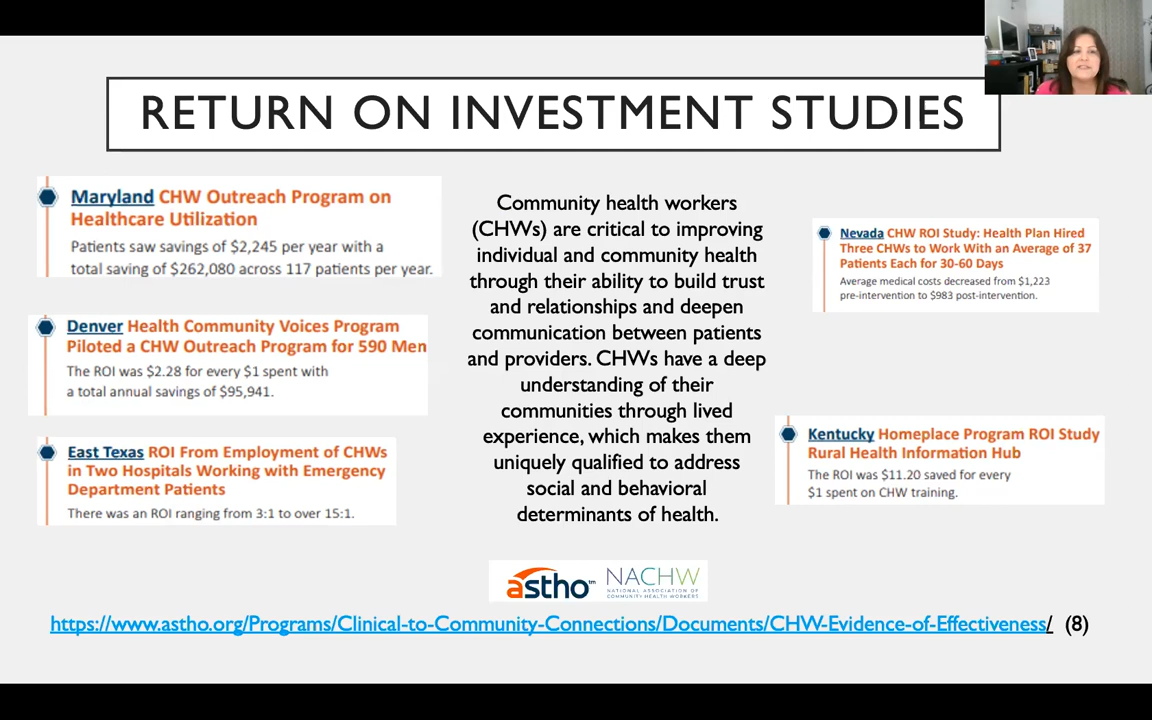 RETURN ON INVESTMENT STUDIES
Maryland CHW Outreach Program on
Healthcare Utilization
Patients saw savings of $2,245 per year with a
total saving of $262,080 across 117 patients per year.
Denver Health Community Voices Program
Piloted a CHW Outreach Program for 590 Men
The ROI was $2.28 for every $1 spent with
a total annual savings of $95,941.
East Texas ROI From Employment of CHWs
in Two Hospitals Working with Emergency
Department Patients
There was an ROI ranging from 3:1 to over 15:1.
Community health workers
(CHWs) are critical to improving
individual and community health
through their ability to build trust
and relationships and deepen
communication between patients
and providers. CHWs have a deep
understanding of their
communities through lived
experience, which makes them
uniquely qualified to address
social and behavioral
determinants of health.
Nevada CHW ROI Study: Health Plan Hired
Three CHWs to Work With an Average of 37
Patients Each for 30-60 Days
Average medical costs decreased from $1,223
pre-intervention to $983 post-intervention.
Kentucky Homeplace Program ROI Study
Rural Health Information Hub
The ROI was $11.20 saved for every
$1 spent on CHW training.
astho™ NACHW
NATIONAL ASSOCIATION OF
COMMUNITY HEALTH WORKERS
https://www.astho.org/Programs/Clinical-to-Community-Connections/Documents/CHW-Evidence-of-Effectiveness/ (8)